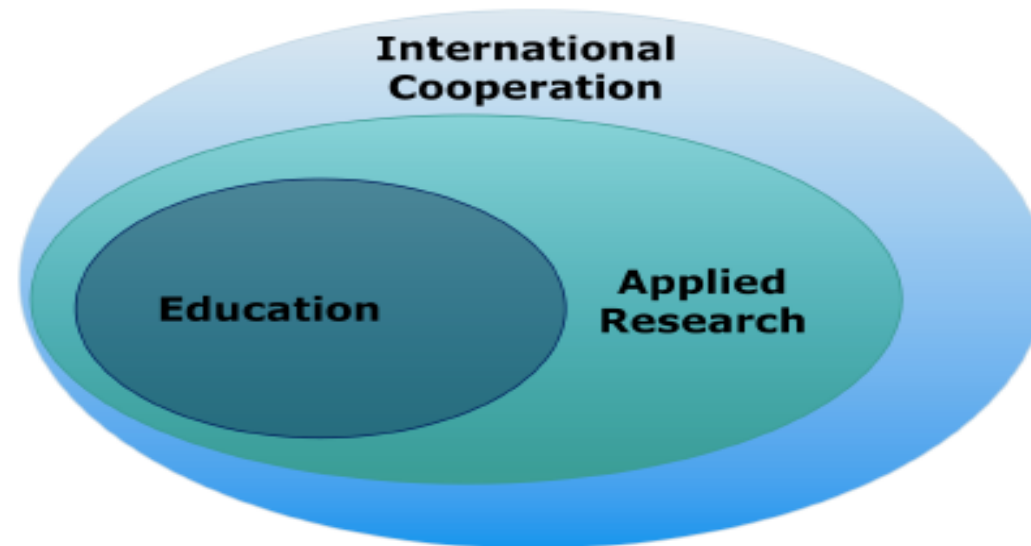 International
Cooperation
Applied
Research
Education